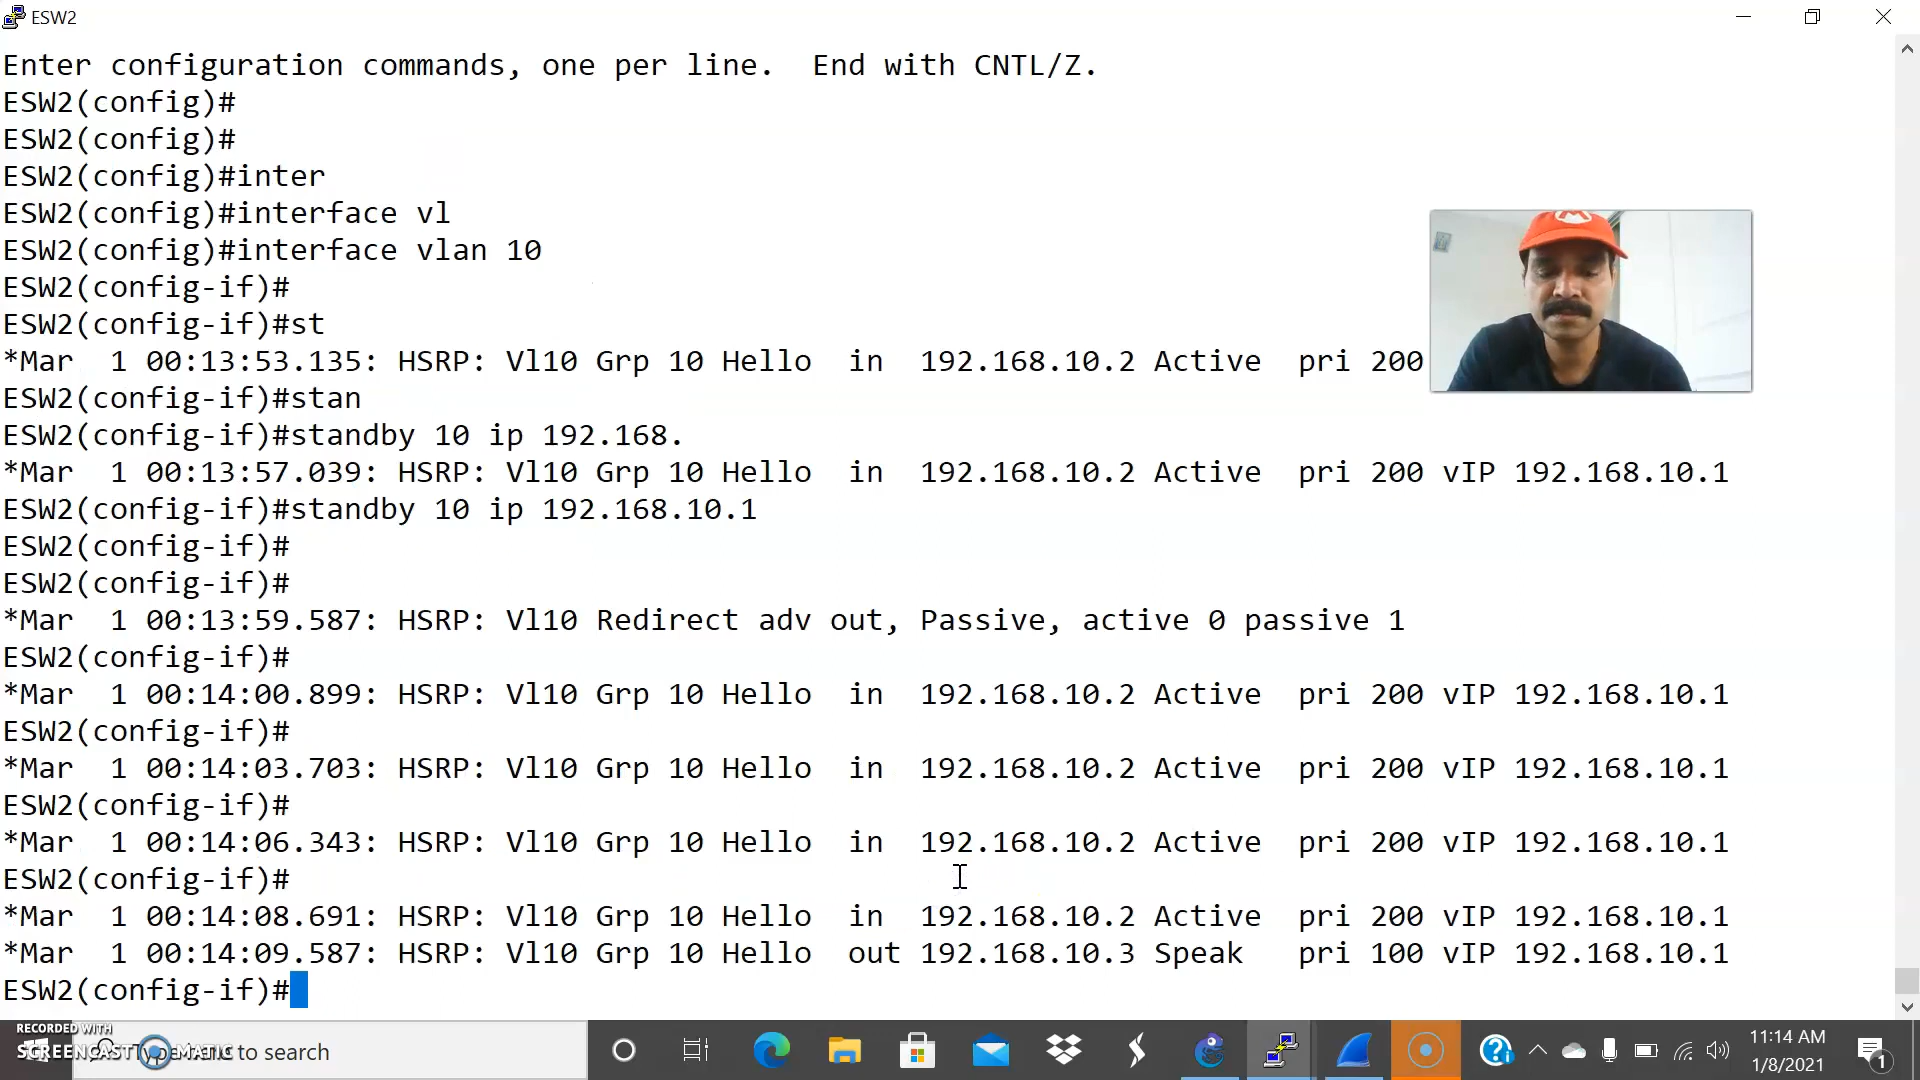 ESW2
Enter configuration commands, one per line.  End with CNTL/Z.
ESW2(config)#
ESW2(config)#
ESW2(config)#inter
ESW2(config)#interface vl
ESW2(config)#interface vlan 10
ESW2(config-if)#
ESW2(config-if)#st
*Mar  1 00:13:53.135: HSRP: Vl10 Grp 10 Hello  in  192.168.10.2 Active  pri 200
ESW2(config-if)#stan
ESW2(config-if)#standby 10 ip 192.168.
*Mar  1 00:13:57.039: HSRP: Vl10 Grp 10 Hello  in  192.168.10.2 Active  pri 200 vIP 192.168.10.1
ESW2(config-if)#standby 10 ip 192.168.10.1
ESW2(config-if)#
ESW2(config-if)#
*Mar  1 00:13:59.587: HSRP: Vl10 Redirect adv out, Passive, active 0 passive 1
ESW2(config-if)#
*Mar  1 00:14:00.899: HSRP: Vl10 Grp 10 Hello  in  192.168.10.2 Active  pri 200 vIP 192.168.10.1
ESW2(config-if)#
*Mar  1 00:14:03.703: HSRP: Vl10 Grp 10 Hello  in  192.168.10.2 Active  pri 200 vIP 192.168.10.1
ESW2(config-if)#
*Mar  1 00:14:06.343: HSRP: Vl10 Grp 10 Hello  in  192.168.10.2 Active  pri 200 vIP 192.168.10.1
ESW2(config-if)#
*Mar  1 00:14:08.691: HSRP: Vl10 Grp 10 Hello  in  192.168.10.2 Active  pri 200 vIP 192.168.10.1
*Mar  1 00:14:09.587: HSRP: Vl10 Grp 10 Hello  out 192.168.10.3 Speak   pri 100 vIP 192.168.10.1
ESW2(config-if)#
RECORDED WITH
SCREENCAST MATIC
to search
11:14 AM
1/8/2021
1